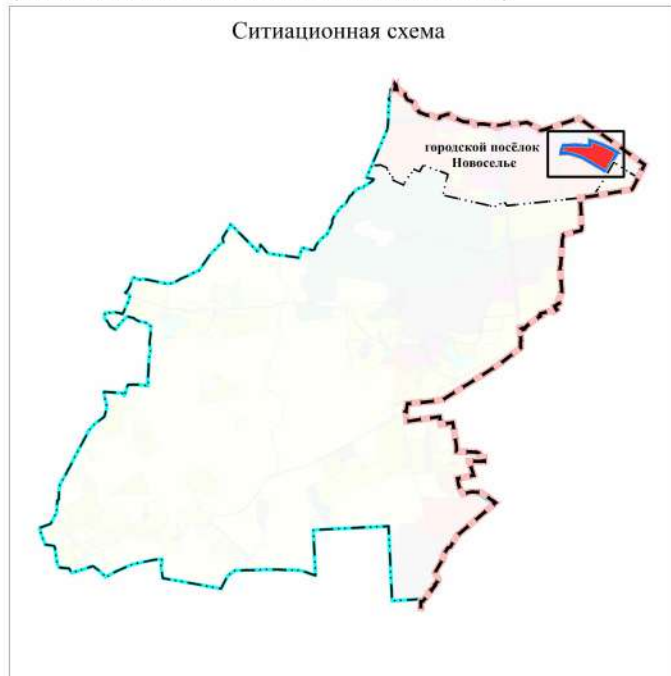 Ситиационная схема
городской посёлок
Новоселье